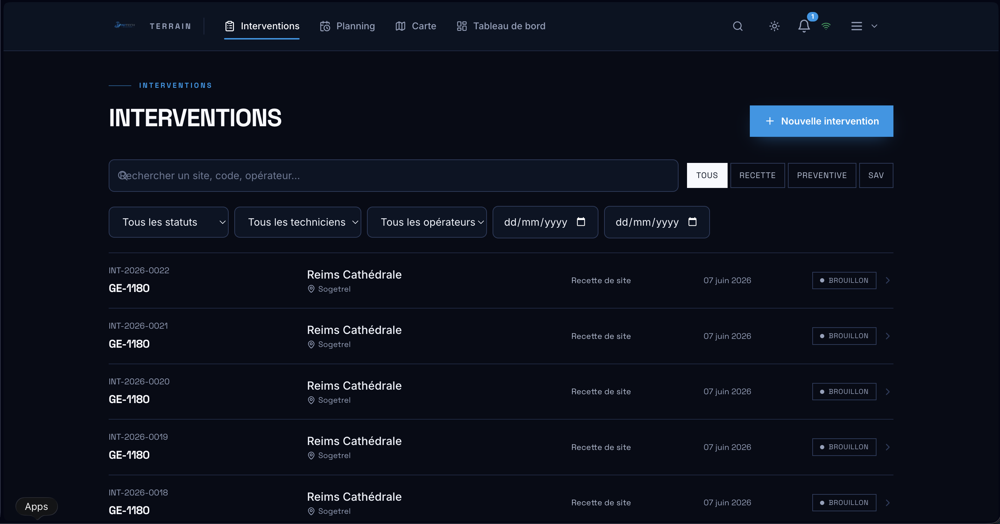 NITECH
TERRAIN
Interventions
Planning
Carte
Tableau de bord
1
INTERVENTIONS
INTERVENTIONS
+ Nouvelle intervention
Rechercher un site, code, opérateur...
TOUS
RECETTE
PREVENTIVE
SAV
Tous les statuts
Tous les techniciens
Tous les opérateurs
dd/mm/yyyy
dd/mm/yyyy
INT-2026-0022
GE-1180
Reims Cathédrale
Sogetrel
Recette de site
07 juin 2026
BROUILLON
INT-2026-0021
GE-1180
Reims Cathédrale
Sogetrel
Recette de site
07 juin 2026
BROUILLON
INT-2026-0020
GE-1180
Reims Cathédrale
Sogetrel
Recette de site
07 juin 2026
BROUILLON
INT-2026-0019
GE-1180
Reims Cathédrale
Sogetrel
Recette de site
07 juin 2026
BROUILLON
INT-2026-0018
GE-1180
Reims Cathédrale
Sogetrel
Recette de site
07 juin 2026
BROUILLON
Apps